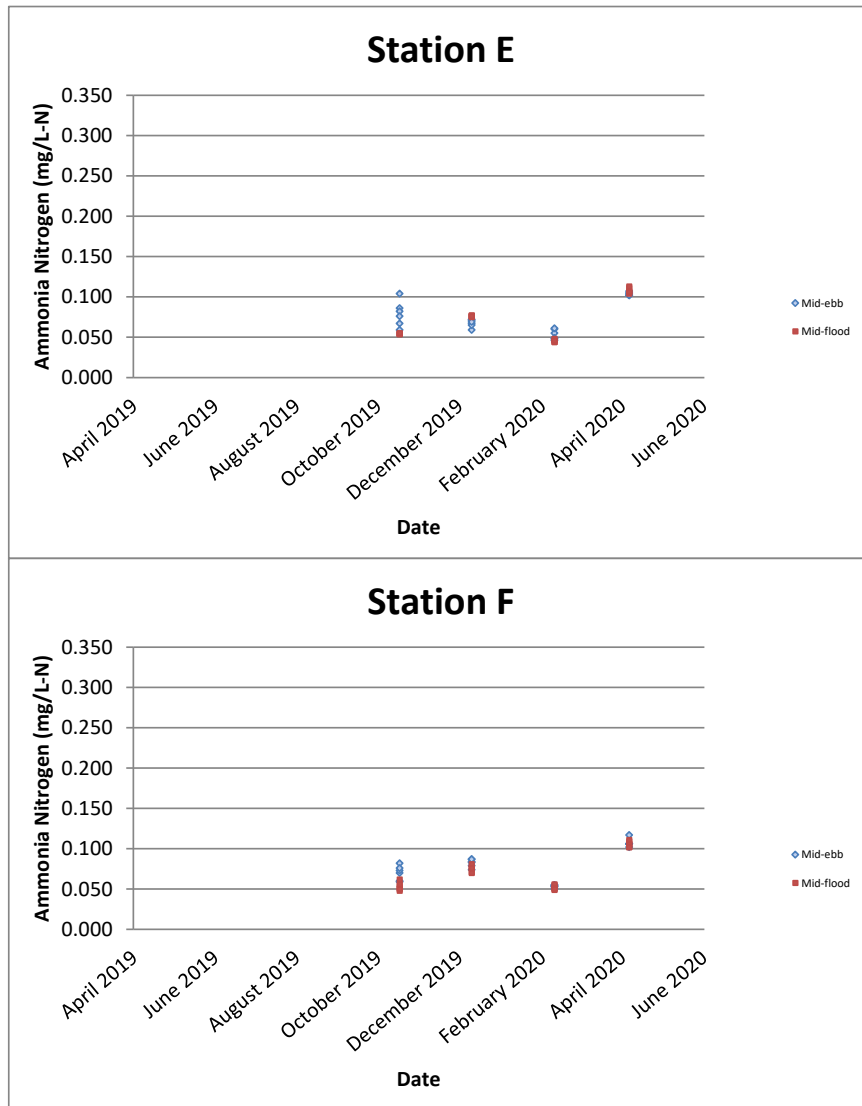 Station E
Ammonia Nitrogen (mg/L-N)
0.350
0.300
0.250
0.200
0.150
0.100
0.050
0.000
April 2019
June 2019
August 2019
October 2019
December 2019
February 2020
April 2020
June 2020
Date
Mid-ebb
Mid-flood
Station F
Ammonia Nitrogen (mg/L-N)
0.350
0.300
0.250
0.200
0.150
0.100
0.050
0.000
April 2019
June 2019
August 2019
October 2019
December 2019
February 2020
April 2020
June 2020
Date
Mid-ebb
Mid-flood